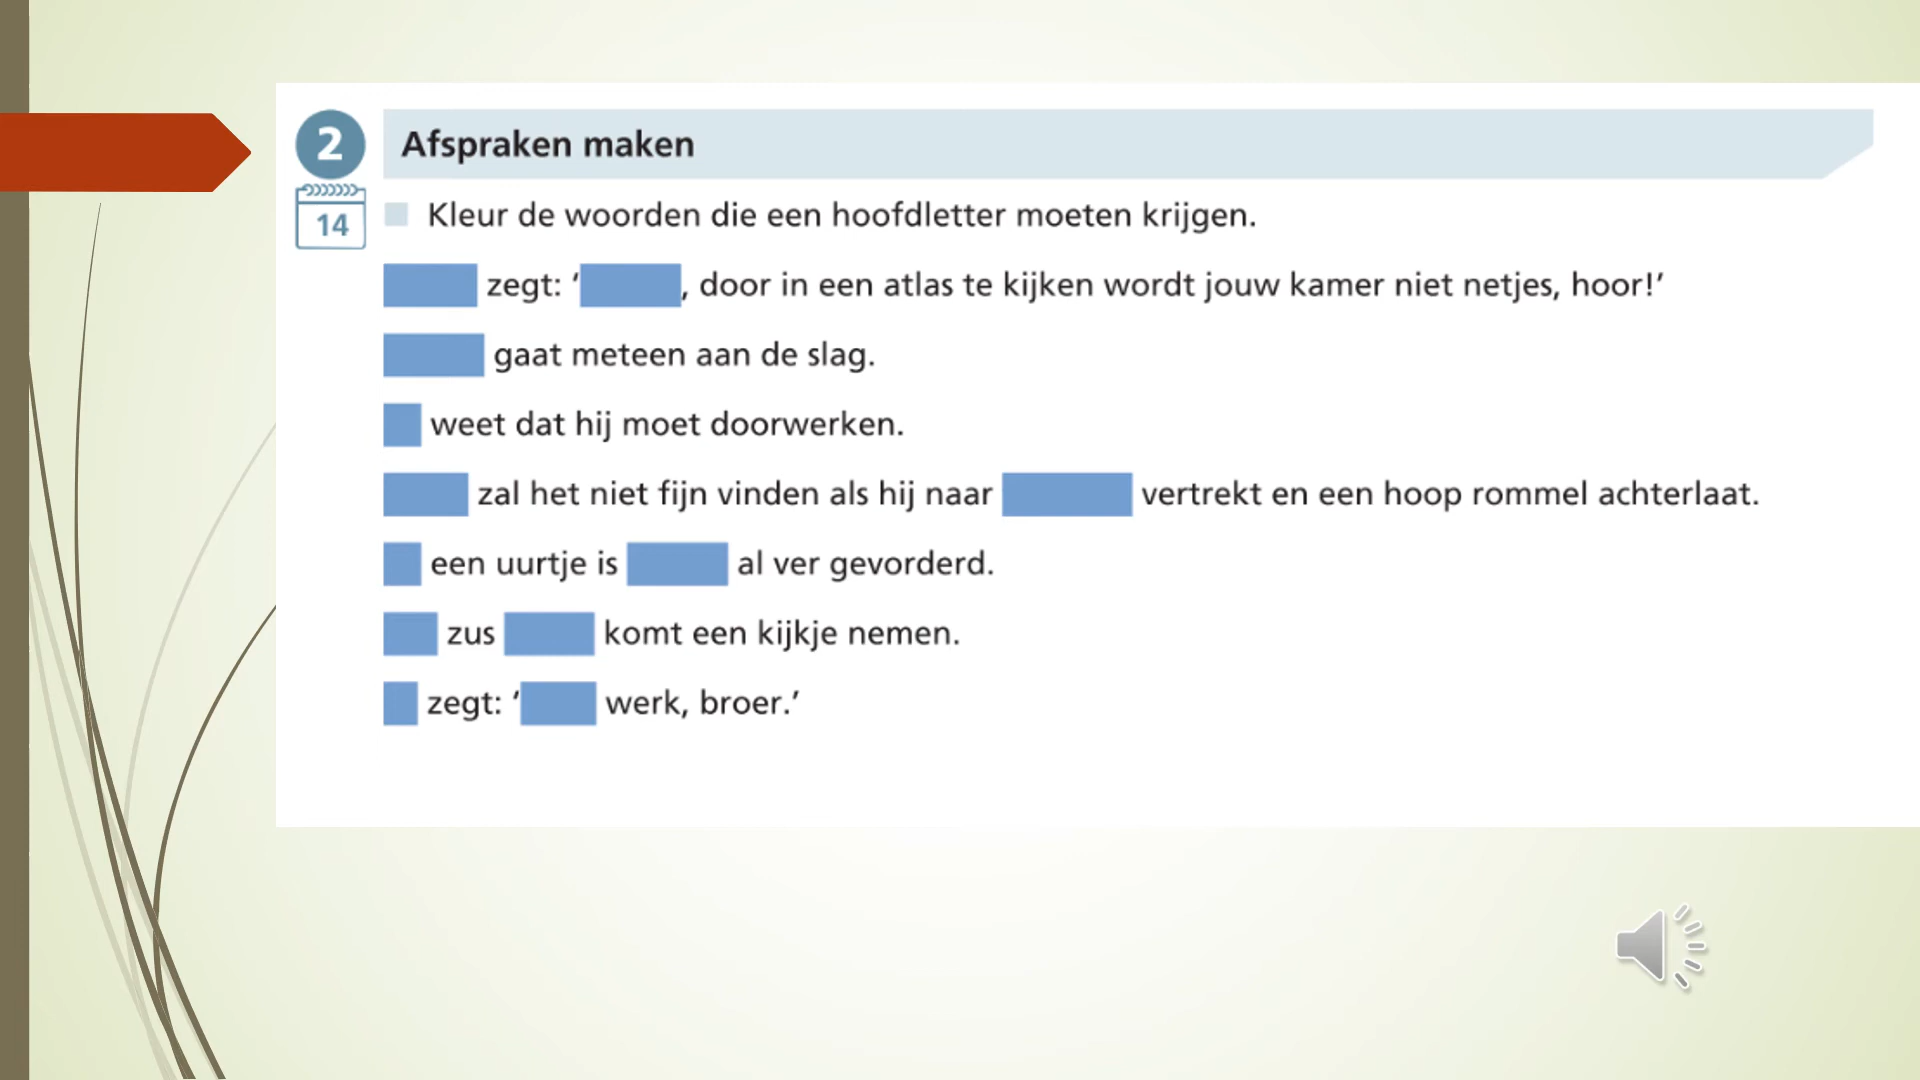 2 Afspraken maken
14 Kleur de woorden die een hoofdletter moeten krijgen.
zegt: ‘ , door in een atlas te kijken wordt jouw kamer niet netjes, hoor!’
gaat meteen aan de slag.
weet dat hij moet doorwerken.
zal het niet fijn vinden als hij naar vertrekt en een hoop rommel achterlaat.
een uurtje is al ver gevorderd.
zus komt een kijkje nemen.
zegt: ‘ werk, broer.’